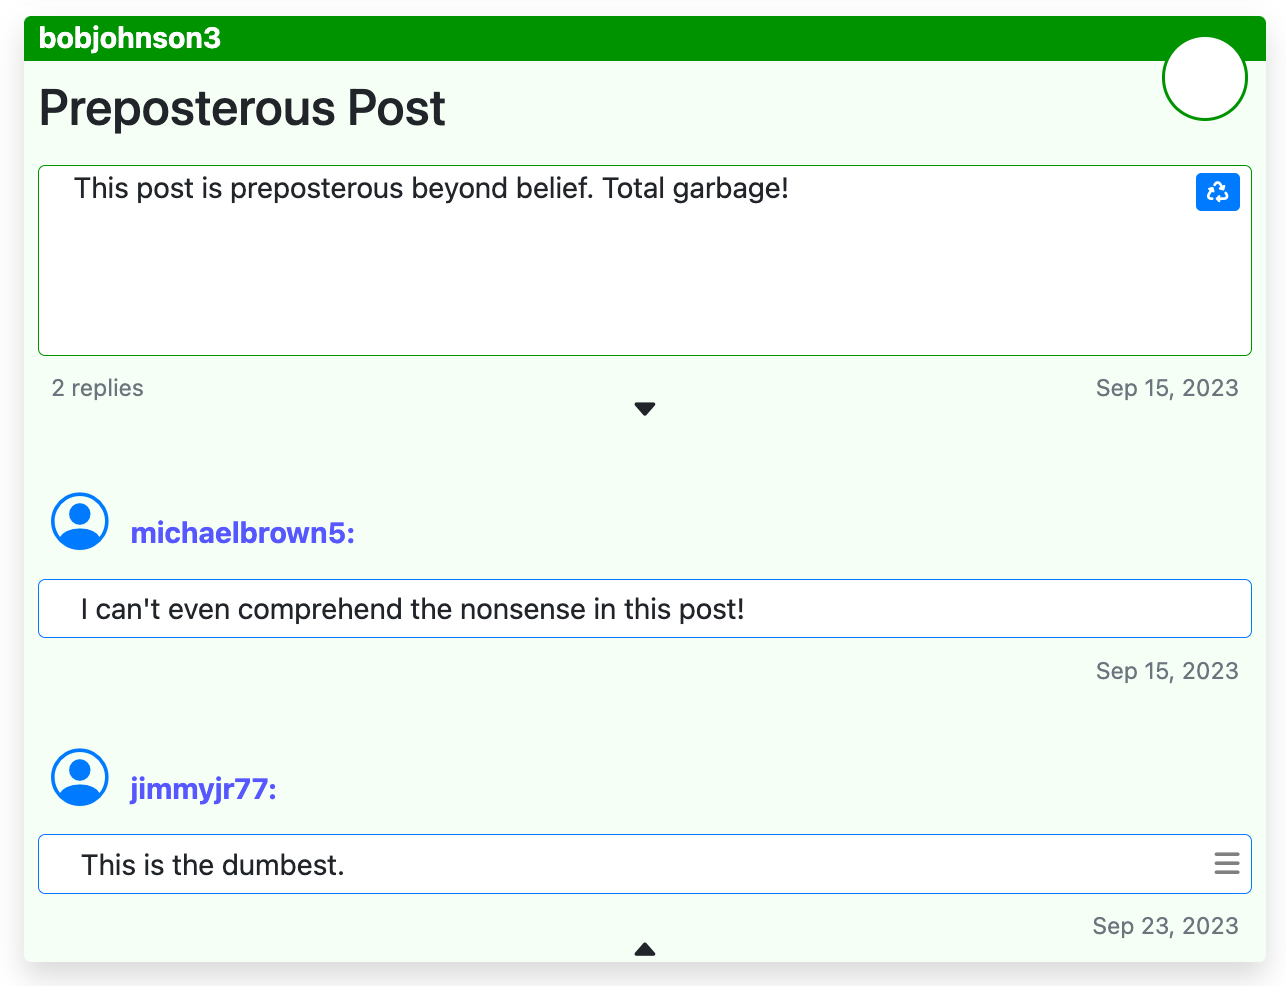 bobjohnson3
Preposterous Post
This post is preposterous beyond belief. Total garbage!
2 replies
Sep 15, 2023
michaelbrown5:
I can't even comprehend the nonsense in this post!
Sep 15, 2023
jimmyjr77:
This is the dumbest.
Sep 23, 2023